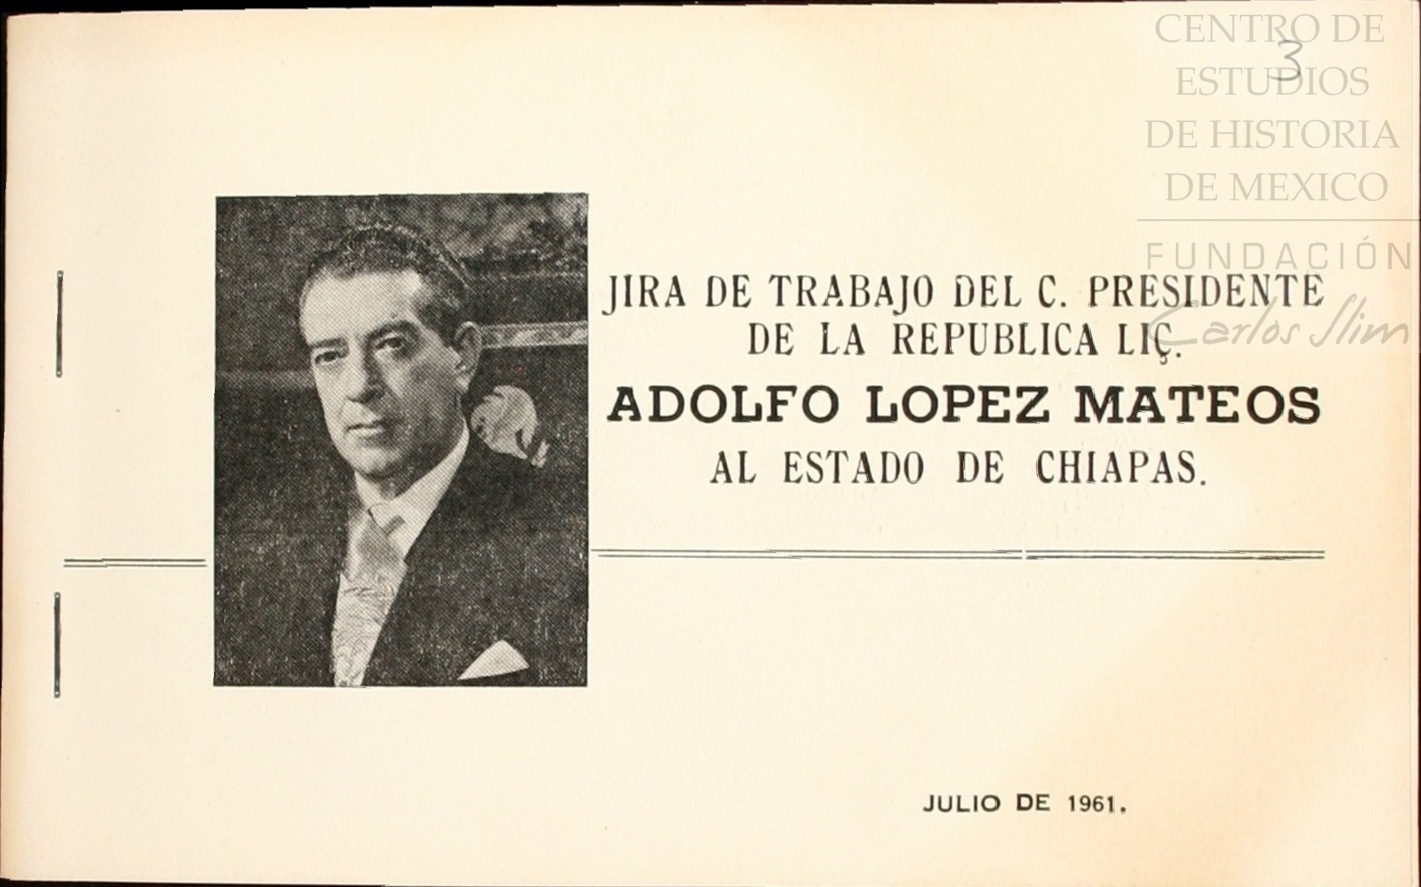 CENTRO DE
ESTUDIOS
DE HISTORIA
DE MEXICO
FUNDACIÓN
Carlos Slim
3
JIRA DE TRABAJO DEL C. PRESIDENTE
DE LA REPUBLICA LIC.
ADOLFO LOPEZ MATEOS
AL ESTADO DE CHIAPAS.
JULIO DE 1961.